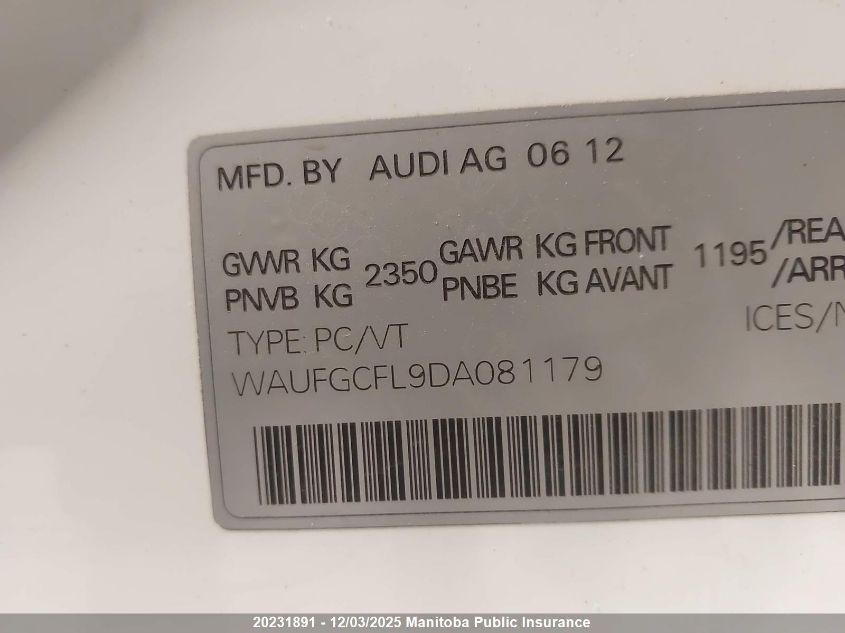 MFD. BY AUDI AG 06 12
GVWR KG 2350 GAWR KG FRONT 1195 /REA
PNVB KG PNBE KG AVANT /ARR
TYPE: PC/VT ICES/N
WAUFGCFL9DA081179
20231891 - 12/03/2025 Manitoba Public Insurance